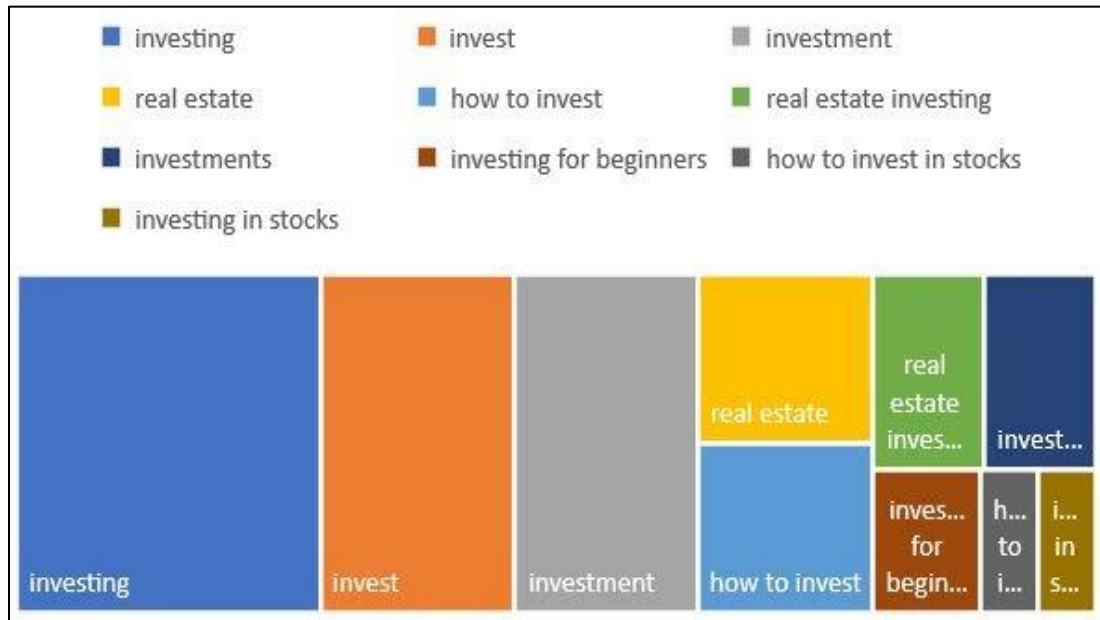 investing
invest
investment
real estate
how to invest
real estate investing
investments
investing for beginners
how to invest in stocks
investing in stocks
investing
invest
investment
real estate
how to invest
real
estate
inves...
invest...
inves...
for
begin...
h...
to
i...
i...
in
s...